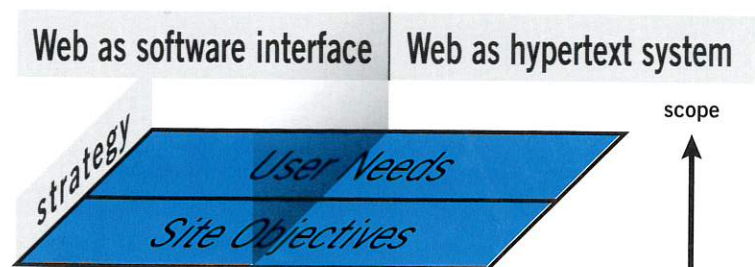 Web as software interface
Web as hypertext system
scope
strategy
User Needs
Site Objectives